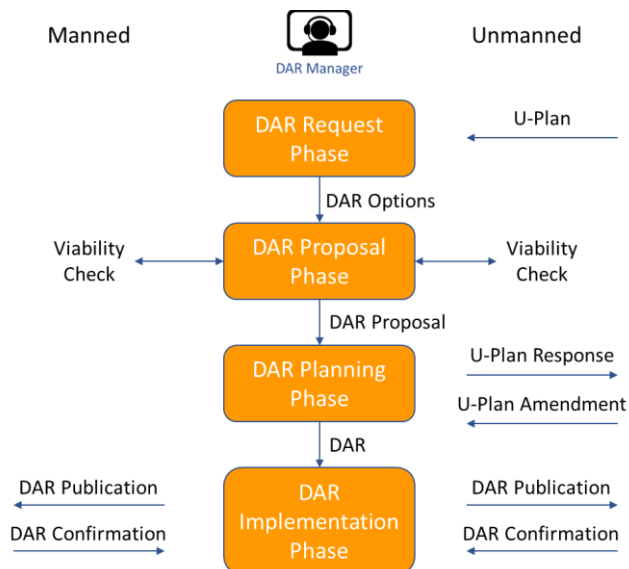 Manned
DAR Manager
Unmanned
DAR Request
Phase
U-Plan
DAR Options
Viability
Check
DAR Proposal
Phase
Viability
Check
DAR Proposal
DAR Planning
Phase
U-Plan Response
U-Plan Amendment
DAR
DAR Publication
DAR Confirmation
DAR
Implementation
Phase
DAR Publication
DAR Confirmation